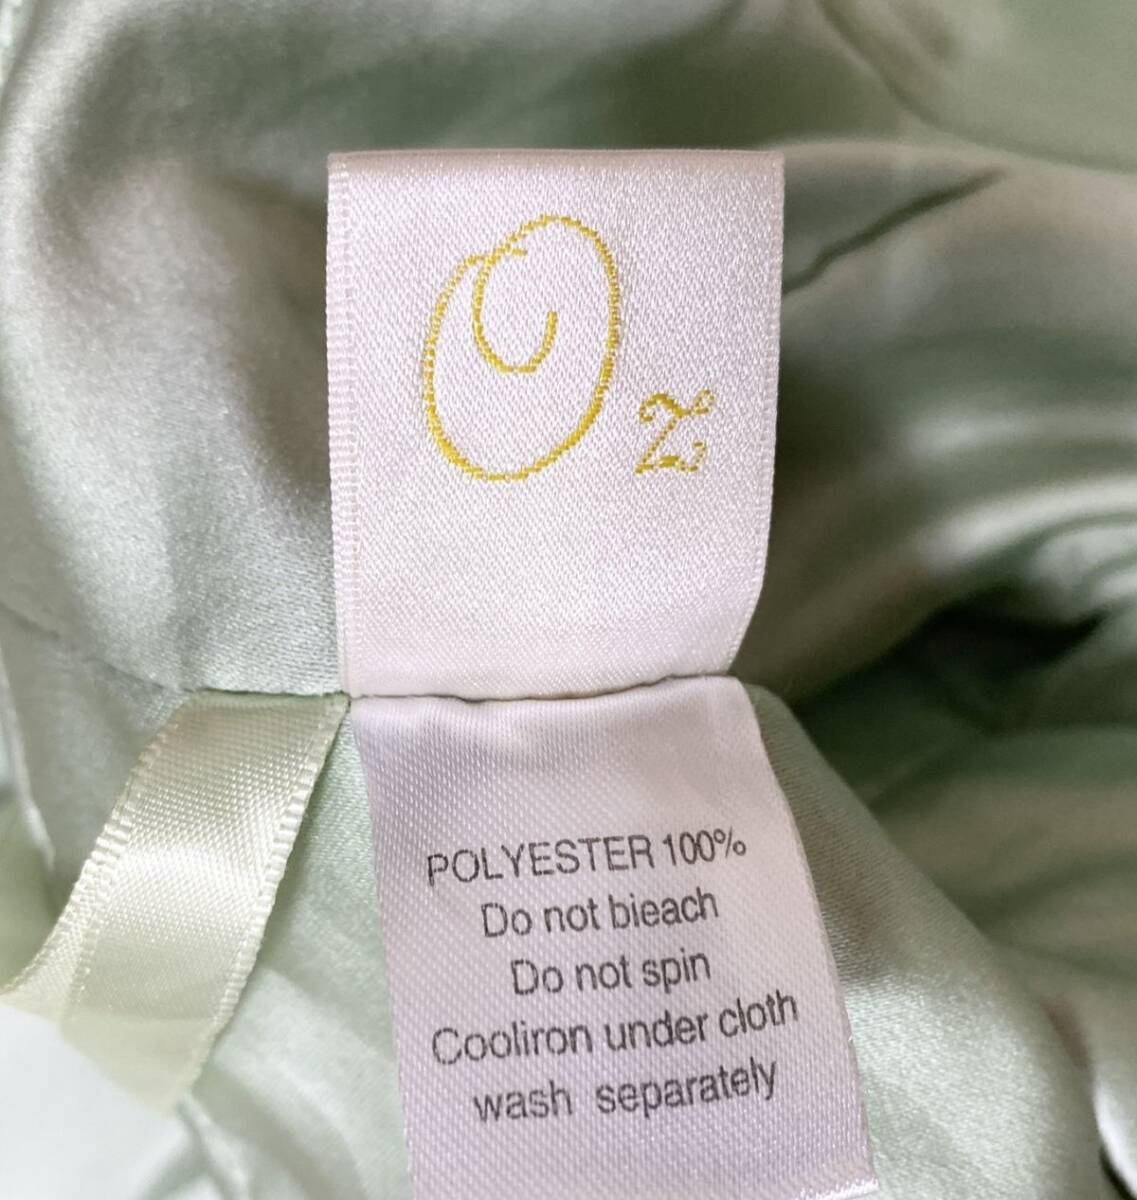 Oz
POLYESTER 100%
Do not bieach
Do not spin
Cooliron under cloth
wash separately